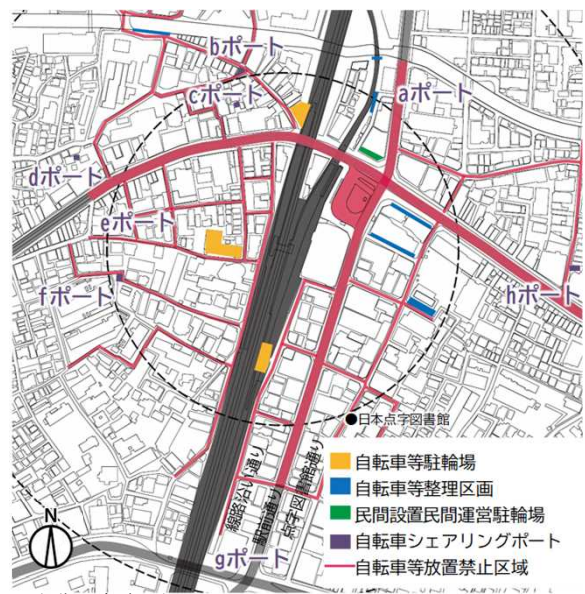 bポート
cポート
aポート
dポート
eポート
fポート
hポート
日本点字図書館
線路沿い通り
点字図書館通り
gポート
N
自転車等駐輪場
自転車等整理区画
民間設置民間運営駐輪場
自転車シェアリングポート
自転車等放置禁止区域